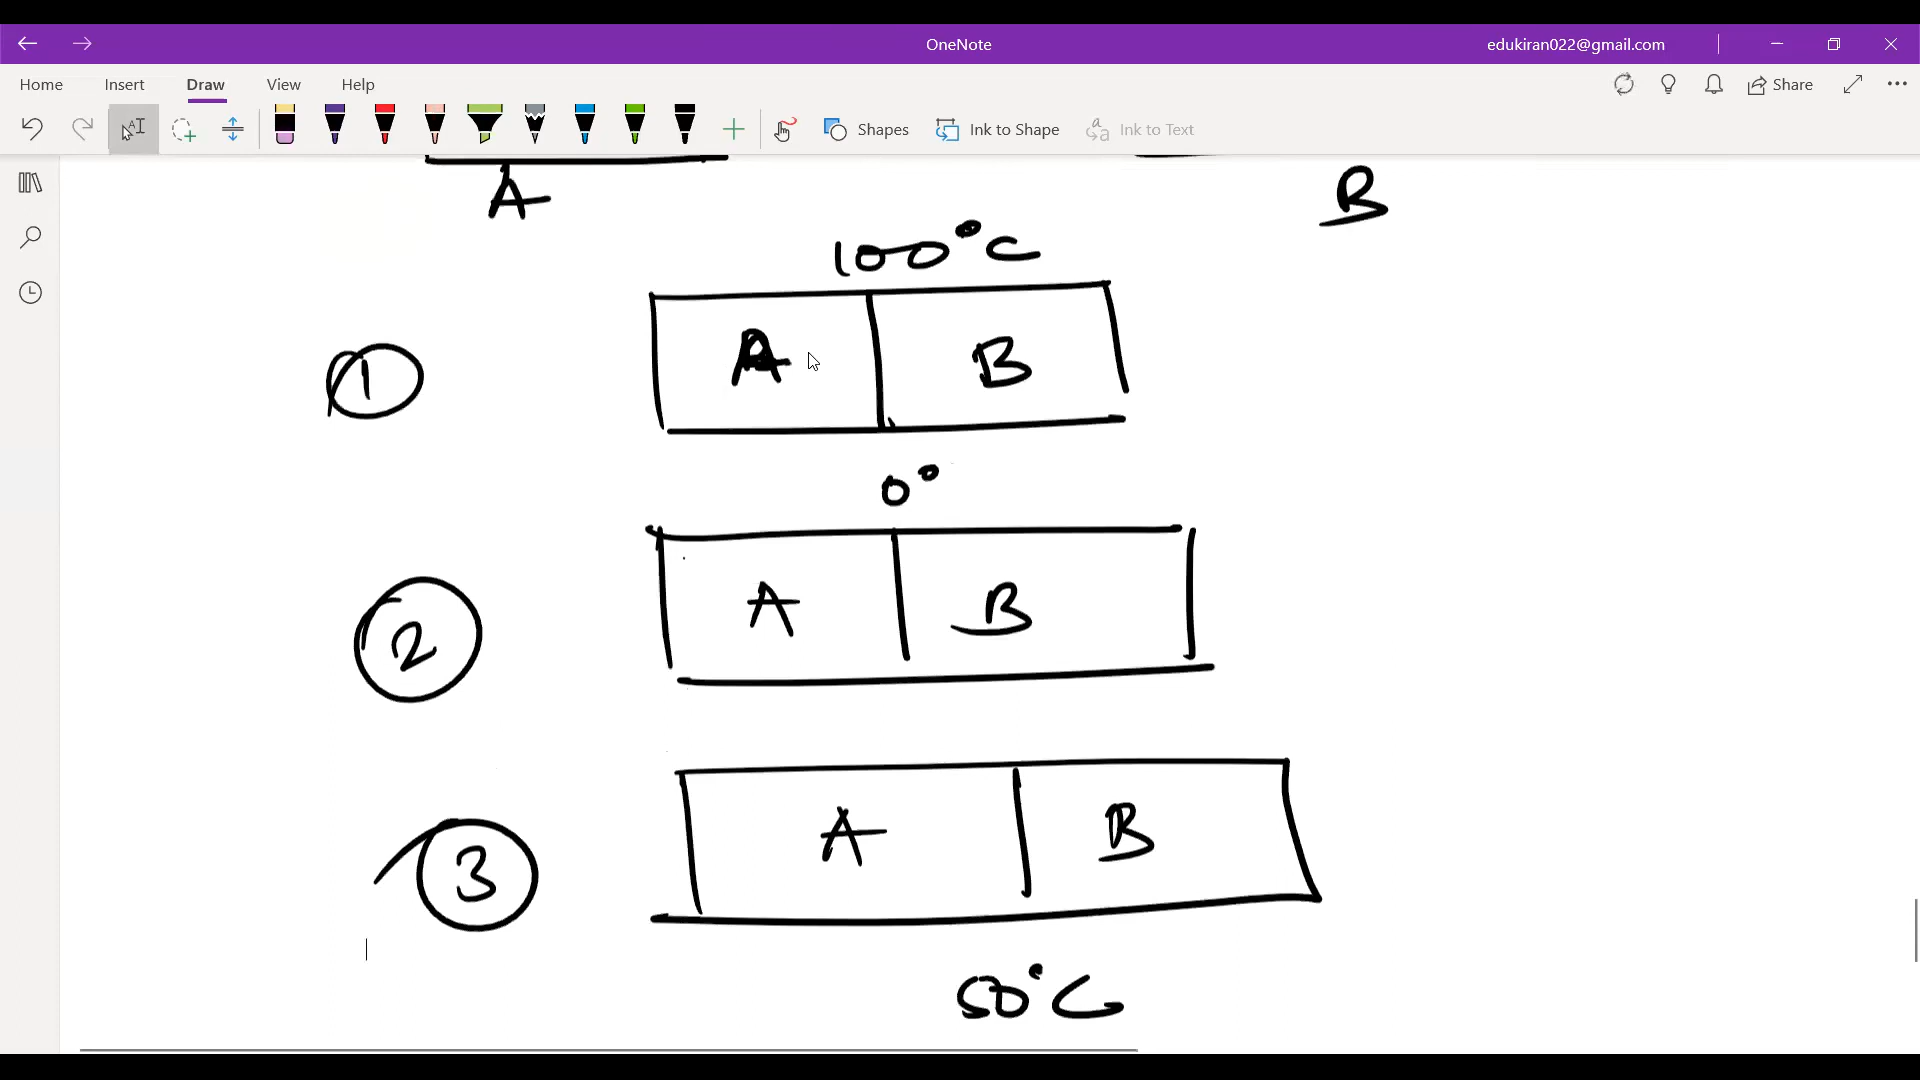 OneNote
edukiran022@gmail.com
Home Insert Draw View Help
Share
Shapes Ink to Shape Ink to Text
A B
100°C
1 A B
0°
2 A B
3 A B
50°C